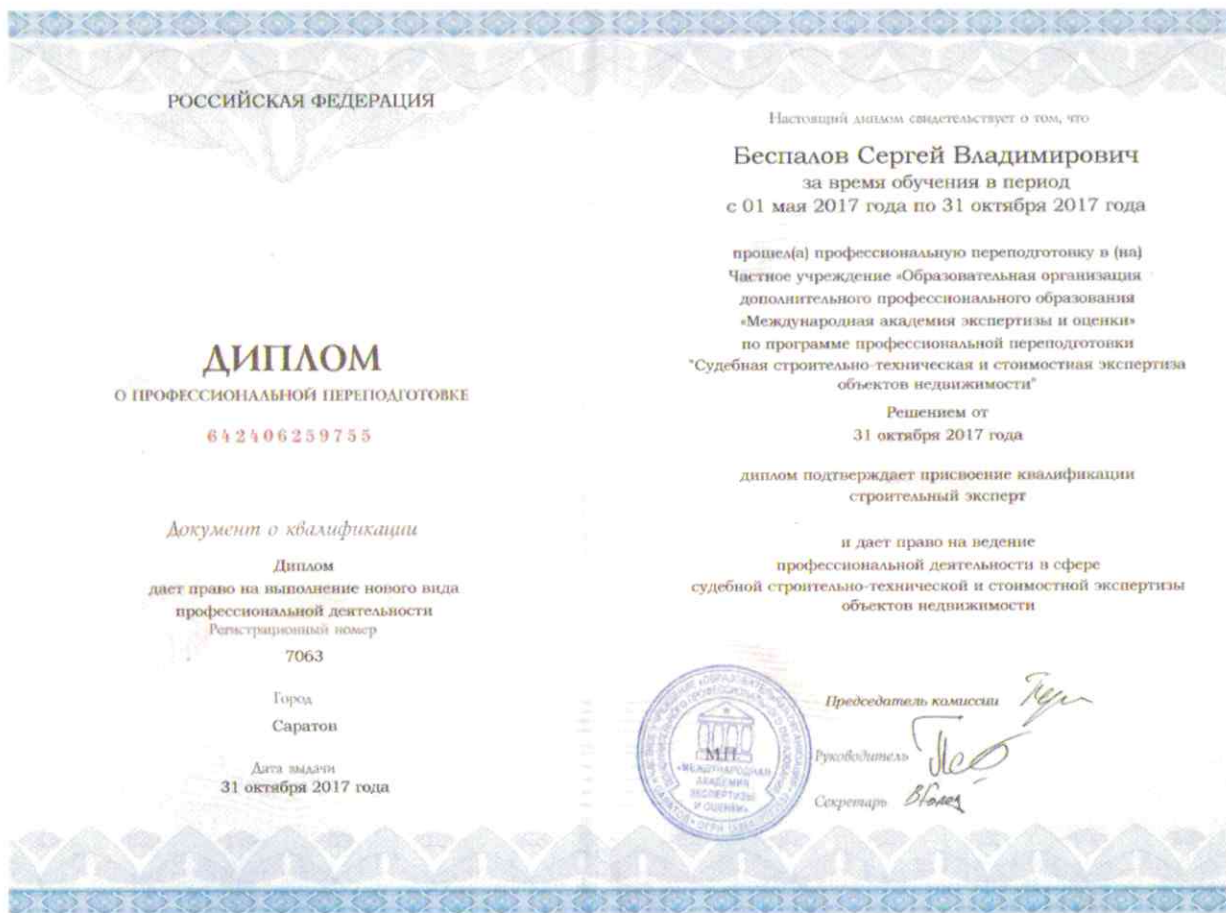 РОССИЙСКАЯ ФЕДЕРАЦИЯ
ДИПЛОМ
О ПРОФЕССИОНАЛЬНОЙ ПЕРЕПОДГОТОВКЕ
642406259755
Документ о квалификации
Диплом
дает право на выполнение нового вида
профессиональной деятельности
Регистрационный номер
7063
Город
Саратов
Дата выдачи
31 октября 2017 года
Настоящий диплом свидетельствует о том, что
Беспалов Сергей Владимирович
за время обучения в период
с 01 мая 2017 года по 31 октября 2017 года
прошел(а) профессиональную переподготовку в (на)
Частное учреждение «Образовательная организация
дополнительного профессионального образования
«Международная академия экспертизы и оценки»
по программе профессиональной переподготовки
"Судебная строительно-техническая и стоимостная экспертиза
объектов недвижимости"
Решением от
31 октября 2017 года
диплом подтверждает присвоение квалификации
строительный эксперт
и дает право на ведение
профессиональной деятельности в сфере
судебной строительно-технической и стоимостной экспертизы
объектов недвижимости
Председатель комиссии
Руководитель
Секретарь
М.П.
«МЕЖДУНАРОДНАЯ
АКАДЕМИЯ
ЭКСПЕРТИЗЫ
И ОЦЕНКИ»